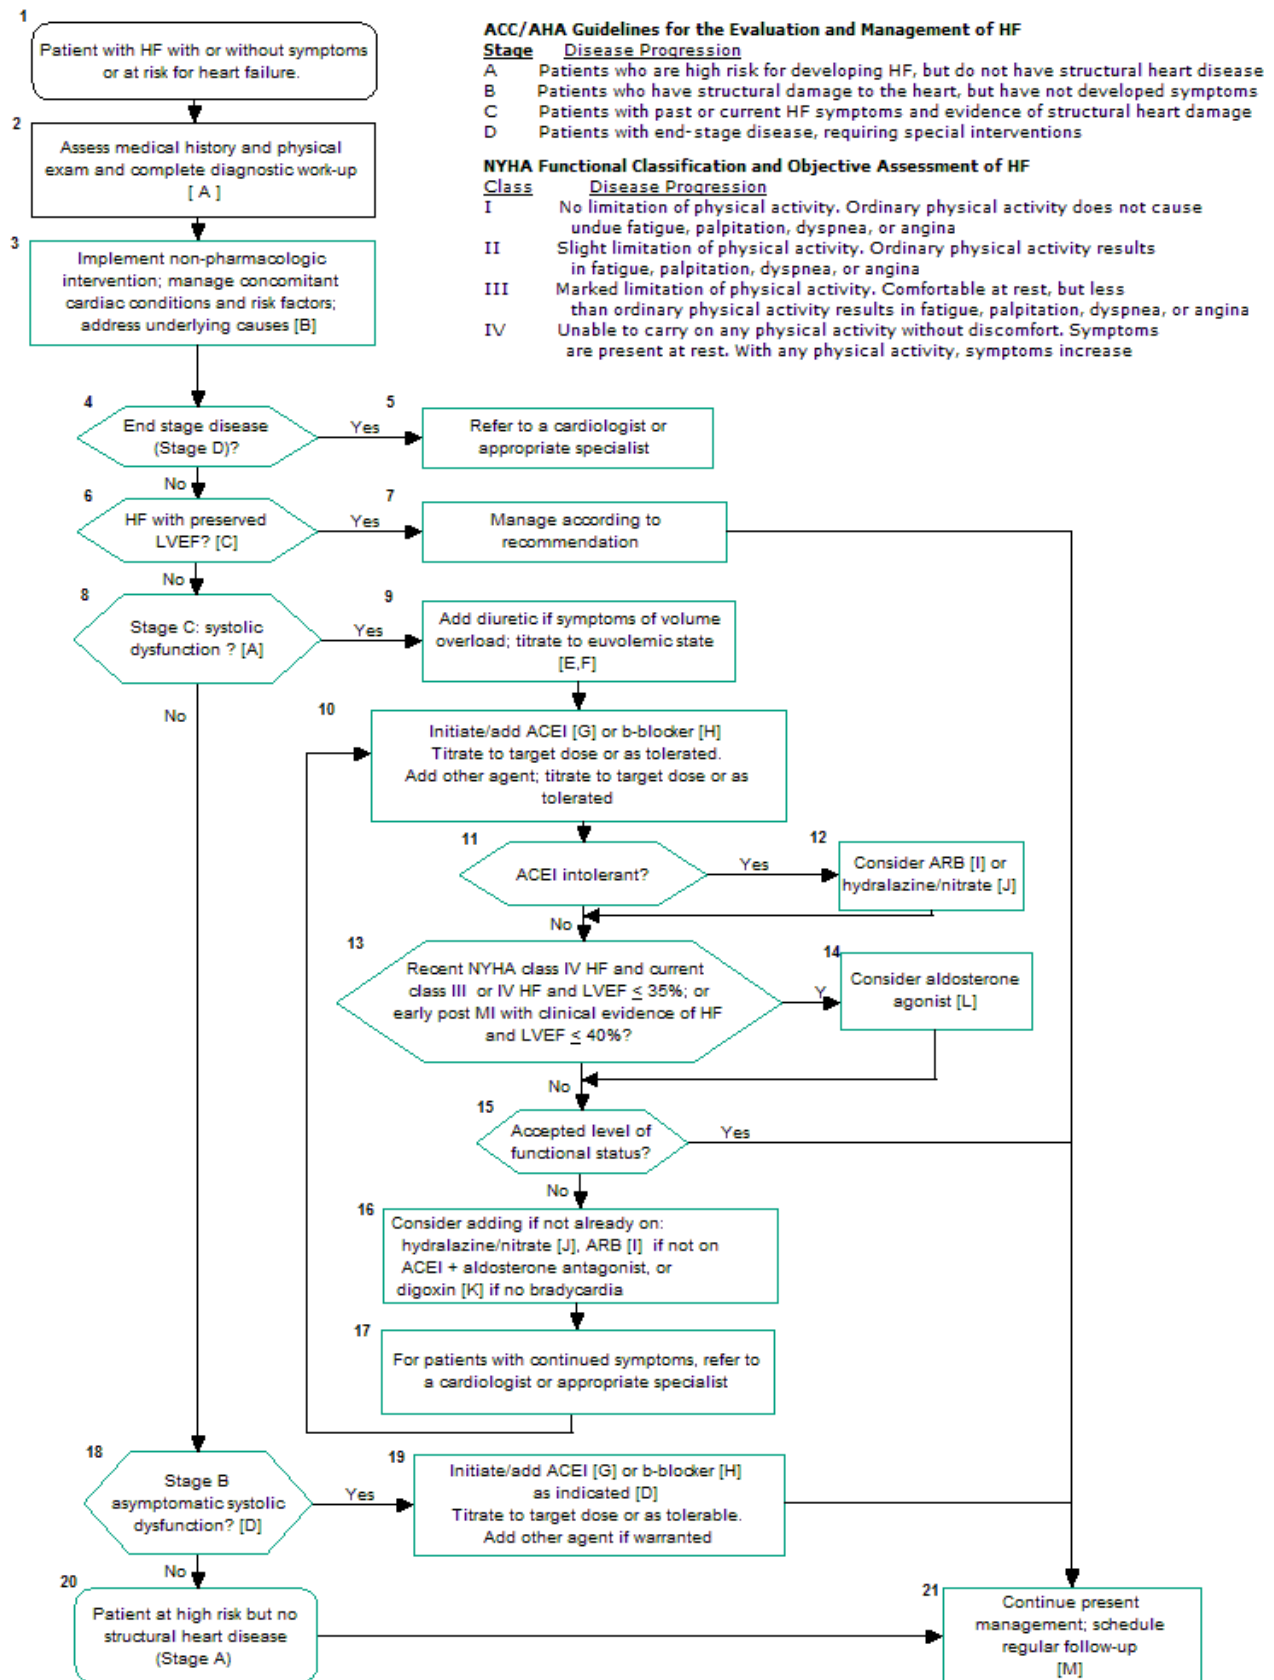 1
Patient with HF with or without symptoms
or at risk for heart failure.
ACC/AHA Guidelines for the Evaluation and Management of HF
Stage Disease Progression
A Patients who are high risk for developing HF, but do not have structural heart disease
B Patients who have structural damage to the heart, but have not developed symptoms
C Patients with past or current HF symptoms and evidence of structural heart damage
D Patients with end-stage disease, requiring special interventions
NYHA Functional Classification and Objective Assessment of HF
Class Disease Progression
I No limitation of physical activity. Ordinary physical activity does not cause
undue fatigue, palpitation, dyspnea, or angina
II Slight limitation of physical activity. Ordinary physical activity results
in fatigue, palpitation, dyspnea, or angina
III Marked limitation of physical activity. Comfortable at rest, but less
than ordinary physical activity results in fatigue, palpitation, dyspnea, or angina
IV Unable to carry on any physical activity without discomfort. Symptoms
are present at rest. With any physical activity, symptoms increase
2
Assess medical history and physical
exam and complete diagnostic work-up
[ A ]
3
Implement non-pharmacologic
intervention; manage concomitant
cardiac conditions and risk factors;
address underlying causes [B]
4
End stage disease
(Stage D)?
Yes
5
Refer to a cardiologist or
appropriate specialist
No
6
HF with preserved
LVEF? [C]
Yes
7
Manage according to
recommendation
No
8
Stage C: systolic
dysfunction ? [A]
Yes
9
Add diuretic if symptoms of volume
overload; titrate to euvolemic state
[E,F]
No
10
Initiate/add ACEI [G] or b-blocker [H]
Titrate to target dose or as tolerated.
Add other agent; titrate to target dose or as
tolerated
11
ACEI intolerant?
Yes
12
Consider ARB [I] or
hydralazine/nitrate [J]
No
13
Recent NYHA class IV HF and current
class III or IV HF and LVEF ≤ 35%; or
early post MI with clinical evidence of HF
and LVEF ≤ 40%?
Y
14
Consider aldosterone
agonist [L]
No
15
Accepted level of
functional status?
Yes
No
16
Consider adding if not already on:
hydralazine/nitrate [J], ARB [I] if not on
ACEI + aldosterone antagonist, or
digoxin [K] if no bradycardia
17
For patients with continued symptoms, refer to
a cardiologist or appropriate specialist
18
Stage B
asymptomatic systolic
dysfunction? [D]
Yes
19
Initiate/add ACEI [G] or b-blocker [H]
as indicated [D]
Titrate to target dose or as tolerable.
Add other agent if warranted
No
20
Patient at high risk but no
structural heart disease
(Stage A)
21
Continue present
management; schedule
regular follow-up
[M]